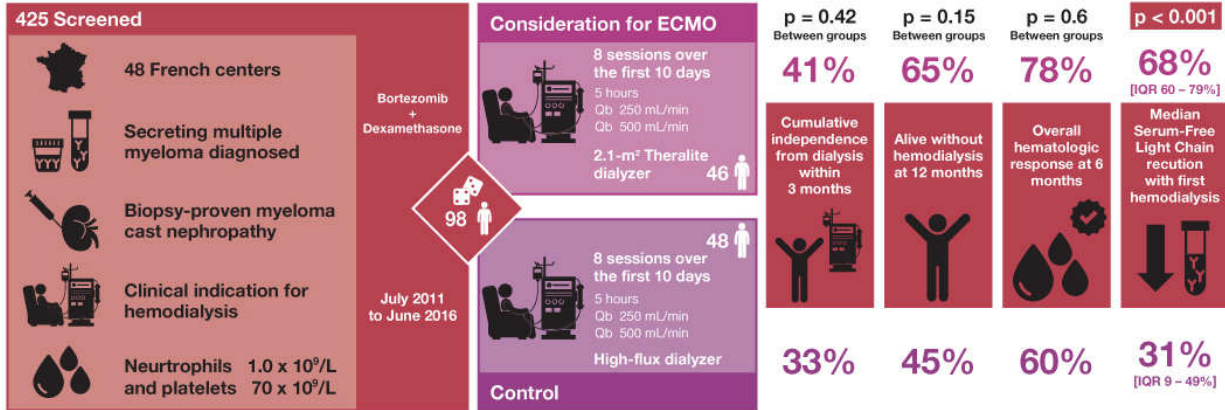 425 Screened
48 French centers
Secreting multiple
myeloma diagnosed
Biopsy-proven myeloma
cast nephropathy
Clinical indication for
hemodialysis
Neurtrophils 1.0 x 10⁹/L
and platelets 70 x 10⁹/L
Bortezomib
+
Dexamethasone
98
July 2011
to June 2016
Consideration for ECMO
8 sessions over
the first 10 days
5 hours
Qb 250 mL/min
Qb 500 mL/min
2.1-m² Theralite
dialyzer
46
48
8 sessions over
the first 10 days
5 hours
Qb 250 mL/min
Qb 500 mL/min
High-flux dialyzer
Control
p = 0.42
Between groups
41%
Cumulative
independence
from dialysis
within
3 months
33%
p = 0.15
Between groups
65%
Alive without
hemodialysis
at 12 months
45%
p = 0.6
Between groups
78%
Overall
hematologic
response at 6
months
60%
p < 0.001
68%
[IQR 60 – 79%]
Median
Serum-Free
Light Chain
recution
with first
hemodialysis
31%
[IQR 9 – 49%]